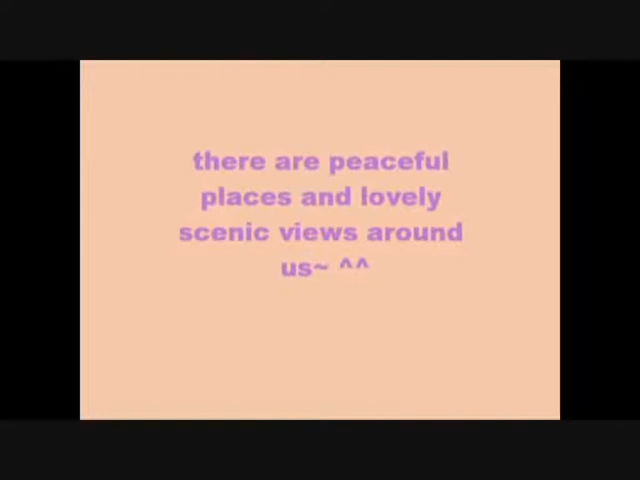 there are peaceful
places and lovely
scenic views around
us~ ^^